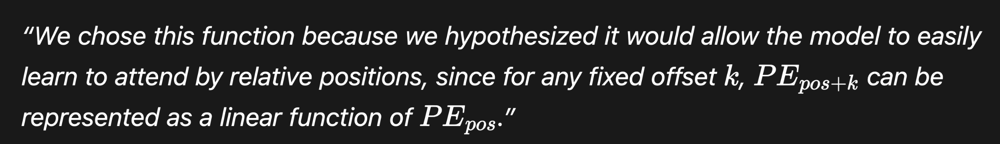 “We chose this function because we hypothesized it would allow the model to easily
learn to attend by relative positions, since for any fixed offset $k$, $PE_{pos+k}$ can be
represented as a linear function of $PE_{pos}$.”